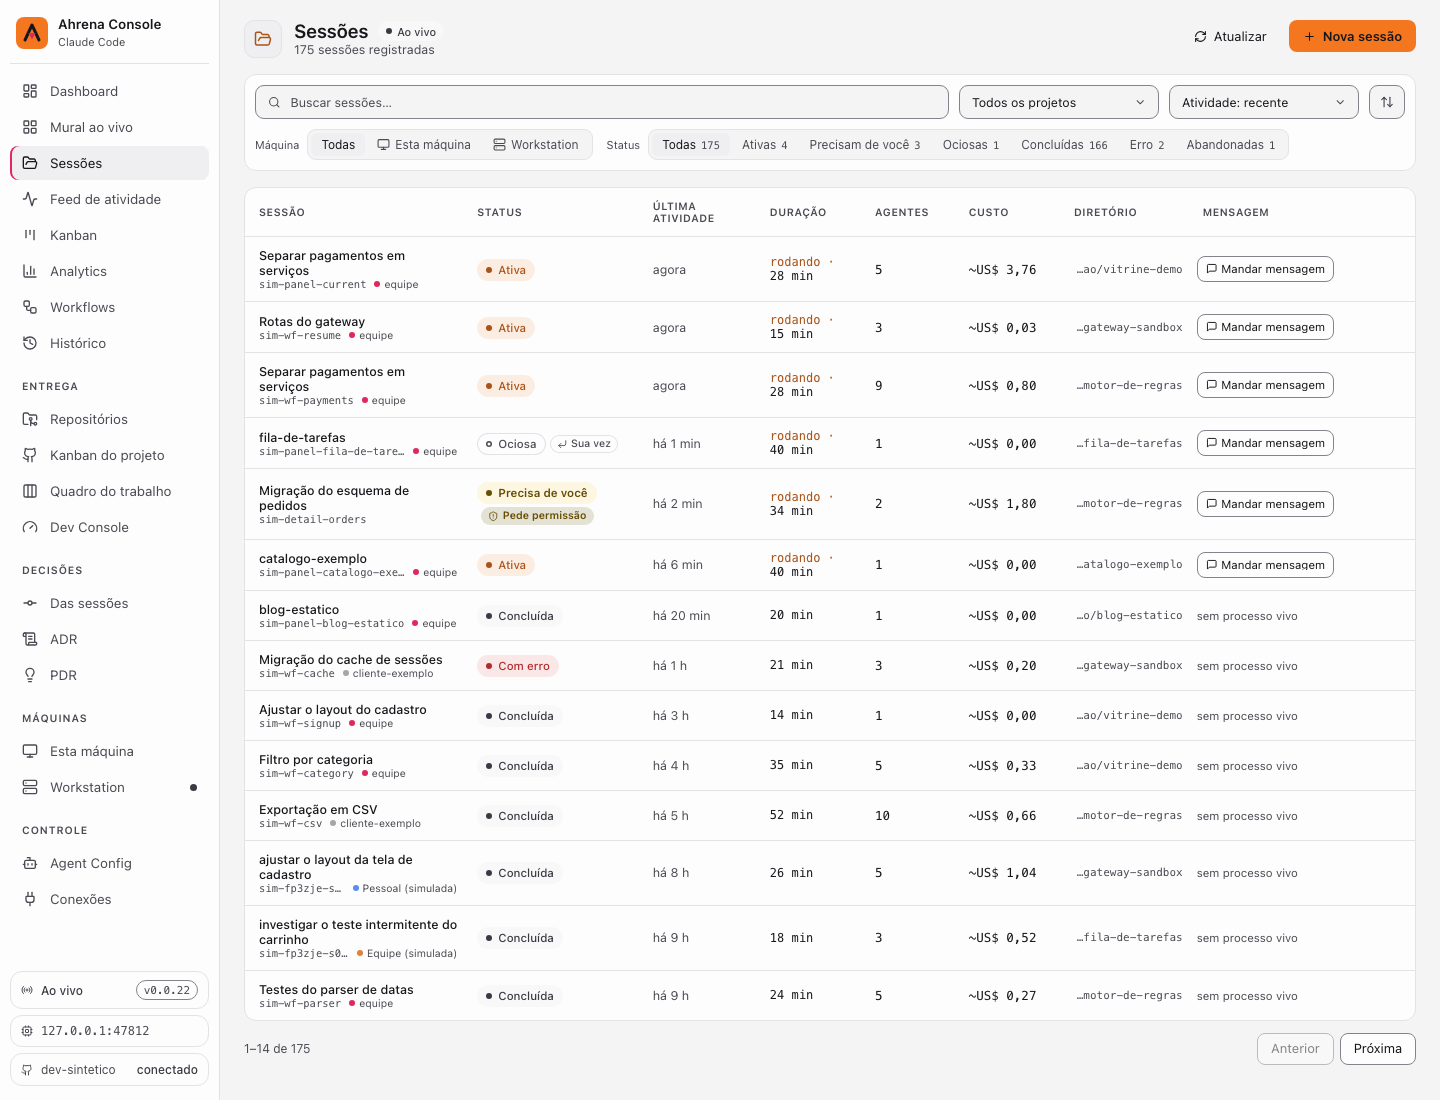 Ahrena Console
Claude Code
Dashboard
Mural ao vivo
Sessões
Feed de atividade
Kanban
Analytics
Workflows
Histórico
ENTREGA
Repositórios
Kanban do projeto
Quadro do trabalho
Dev Console
DECISÕES
Das sessões
ADR
PDR
MÁQUINAS
Esta máquina
Workstation
CONTROLE
Agent Config
Conexões
Ao vivo v0.0.22
127.0.0.1:47812
dev-sintetico conectado
Sessões Ao vivo
175 sessões registradas
Atualizar
+ Nova sessão
Buscar sessões...
Todos os projetos
Atividade: recente
Máquina Todas Esta máquina Workstation Status Todas 175 Ativas 4 Precisam de você 3 Ociosas 1 Concluídas 166 Erro 2 Abandonadas 1
SESSÃO STATUS ÚLTIMA ATIVIDADE DURAÇÃO AGENTES CUSTO DIRETÓRIO MENSAGEM
Separar pagamentos em
serviços
sim-panel-current equipe
Ativa agora rodando · 28 min 5 ~US$ 3,76 …ao/vitrine-demo Mandar mensagem
Rotas do gateway
sim-wf-resume equipe
Ativa agora rodando · 15 min 3 ~US$ 0,03 …gateway-sandbox Mandar mensagem
Separar pagamentos em
serviços
sim-wf-payments equipe
Ativa agora rodando · 28 min 9 ~US$ 0,80 …motor-de-regras Mandar mensagem
fila-de-tarefas
sim-panel-fila-de-tare… equipe
Ociosa Sua vez há 1 min rodando · 40 min 1 ~US$ 0,00 …fila-de-tarefas Mandar mensagem
Migração do esquema de
pedidos
sim-detail-orders
Precisa de você
Pede permissão
há 2 min rodando · 34 min 2 ~US$ 1,80 …motor-de-regras Mandar mensagem
catalogo-exemplo
sim-panel-catalogo-exe… equipe
Ativa há 6 min rodando · 40 min 1 ~US$ 0,00 …atalogo-exemplo Mandar mensagem
blog-estatico
sim-panel-blog-estatico equipe
Concluída há 20 min 20 min 1 ~US$ 0,00 …o/blog-estatico sem processo vivo
Migração do cache de sessões
sim-wf-cache cliente-exemplo
Com erro há 1 h 21 min 3 ~US$ 0,20 …gateway-sandbox sem processo vivo
Ajustar o layout do cadastro
sim-wf-signup equipe
Concluída há 3 h 14 min 1 ~US$ 0,00 …ao/vitrine-demo sem processo vivo
Filtro por categoria
sim-wf-category equipe
Concluída há 4 h 35 min 5 ~US$ 0,33 …ao/vitrine-demo sem processo vivo
Exportação em CSV
sim-wf-csv cliente-exemplo
Concluída há 5 h 52 min 10 ~US$ 0,66 …motor-de-regras sem processo vivo
ajustar o layout da tela de
cadastro
sim-fp3zje-s… Pessoal (simulada)
Concluída há 8 h 26 min 5 ~US$ 1,04 …gateway-sandbox sem processo vivo
investigar o teste intermitente do
carrinho
sim-fp3zje-s0… Equipe (simulada)
Concluída há 9 h 18 min 3 ~US$ 0,52 …fila-de-tarefas sem processo vivo
Testes do parser de datas
sim-wf-parser equipe
Concluída há 9 h 24 min 5 ~US$ 0,27 …motor-de-regras sem processo vivo
1–14 de 175
Anterior
Próxima